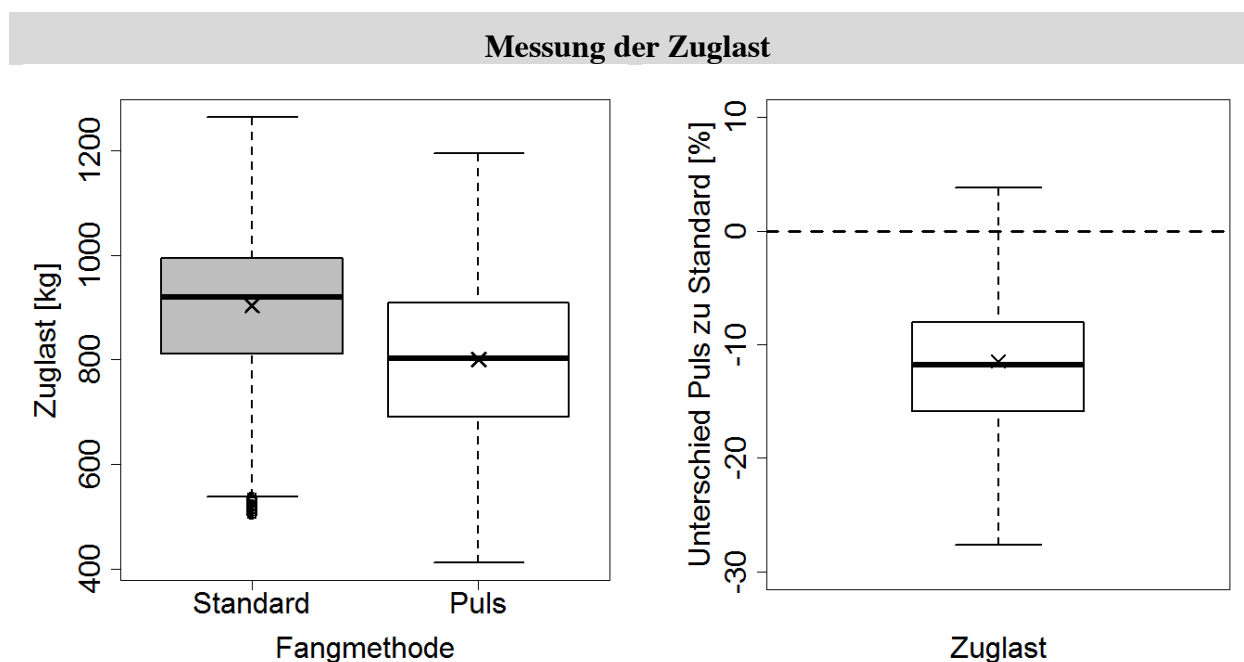 Messung der Zuglast
Zuglast [kg]
1200
1000
800
600
400
Standard
Puls
Fangmethode
Unterschied Puls zu Standard [%]
10
0
-10
-20
-30
Zuglast